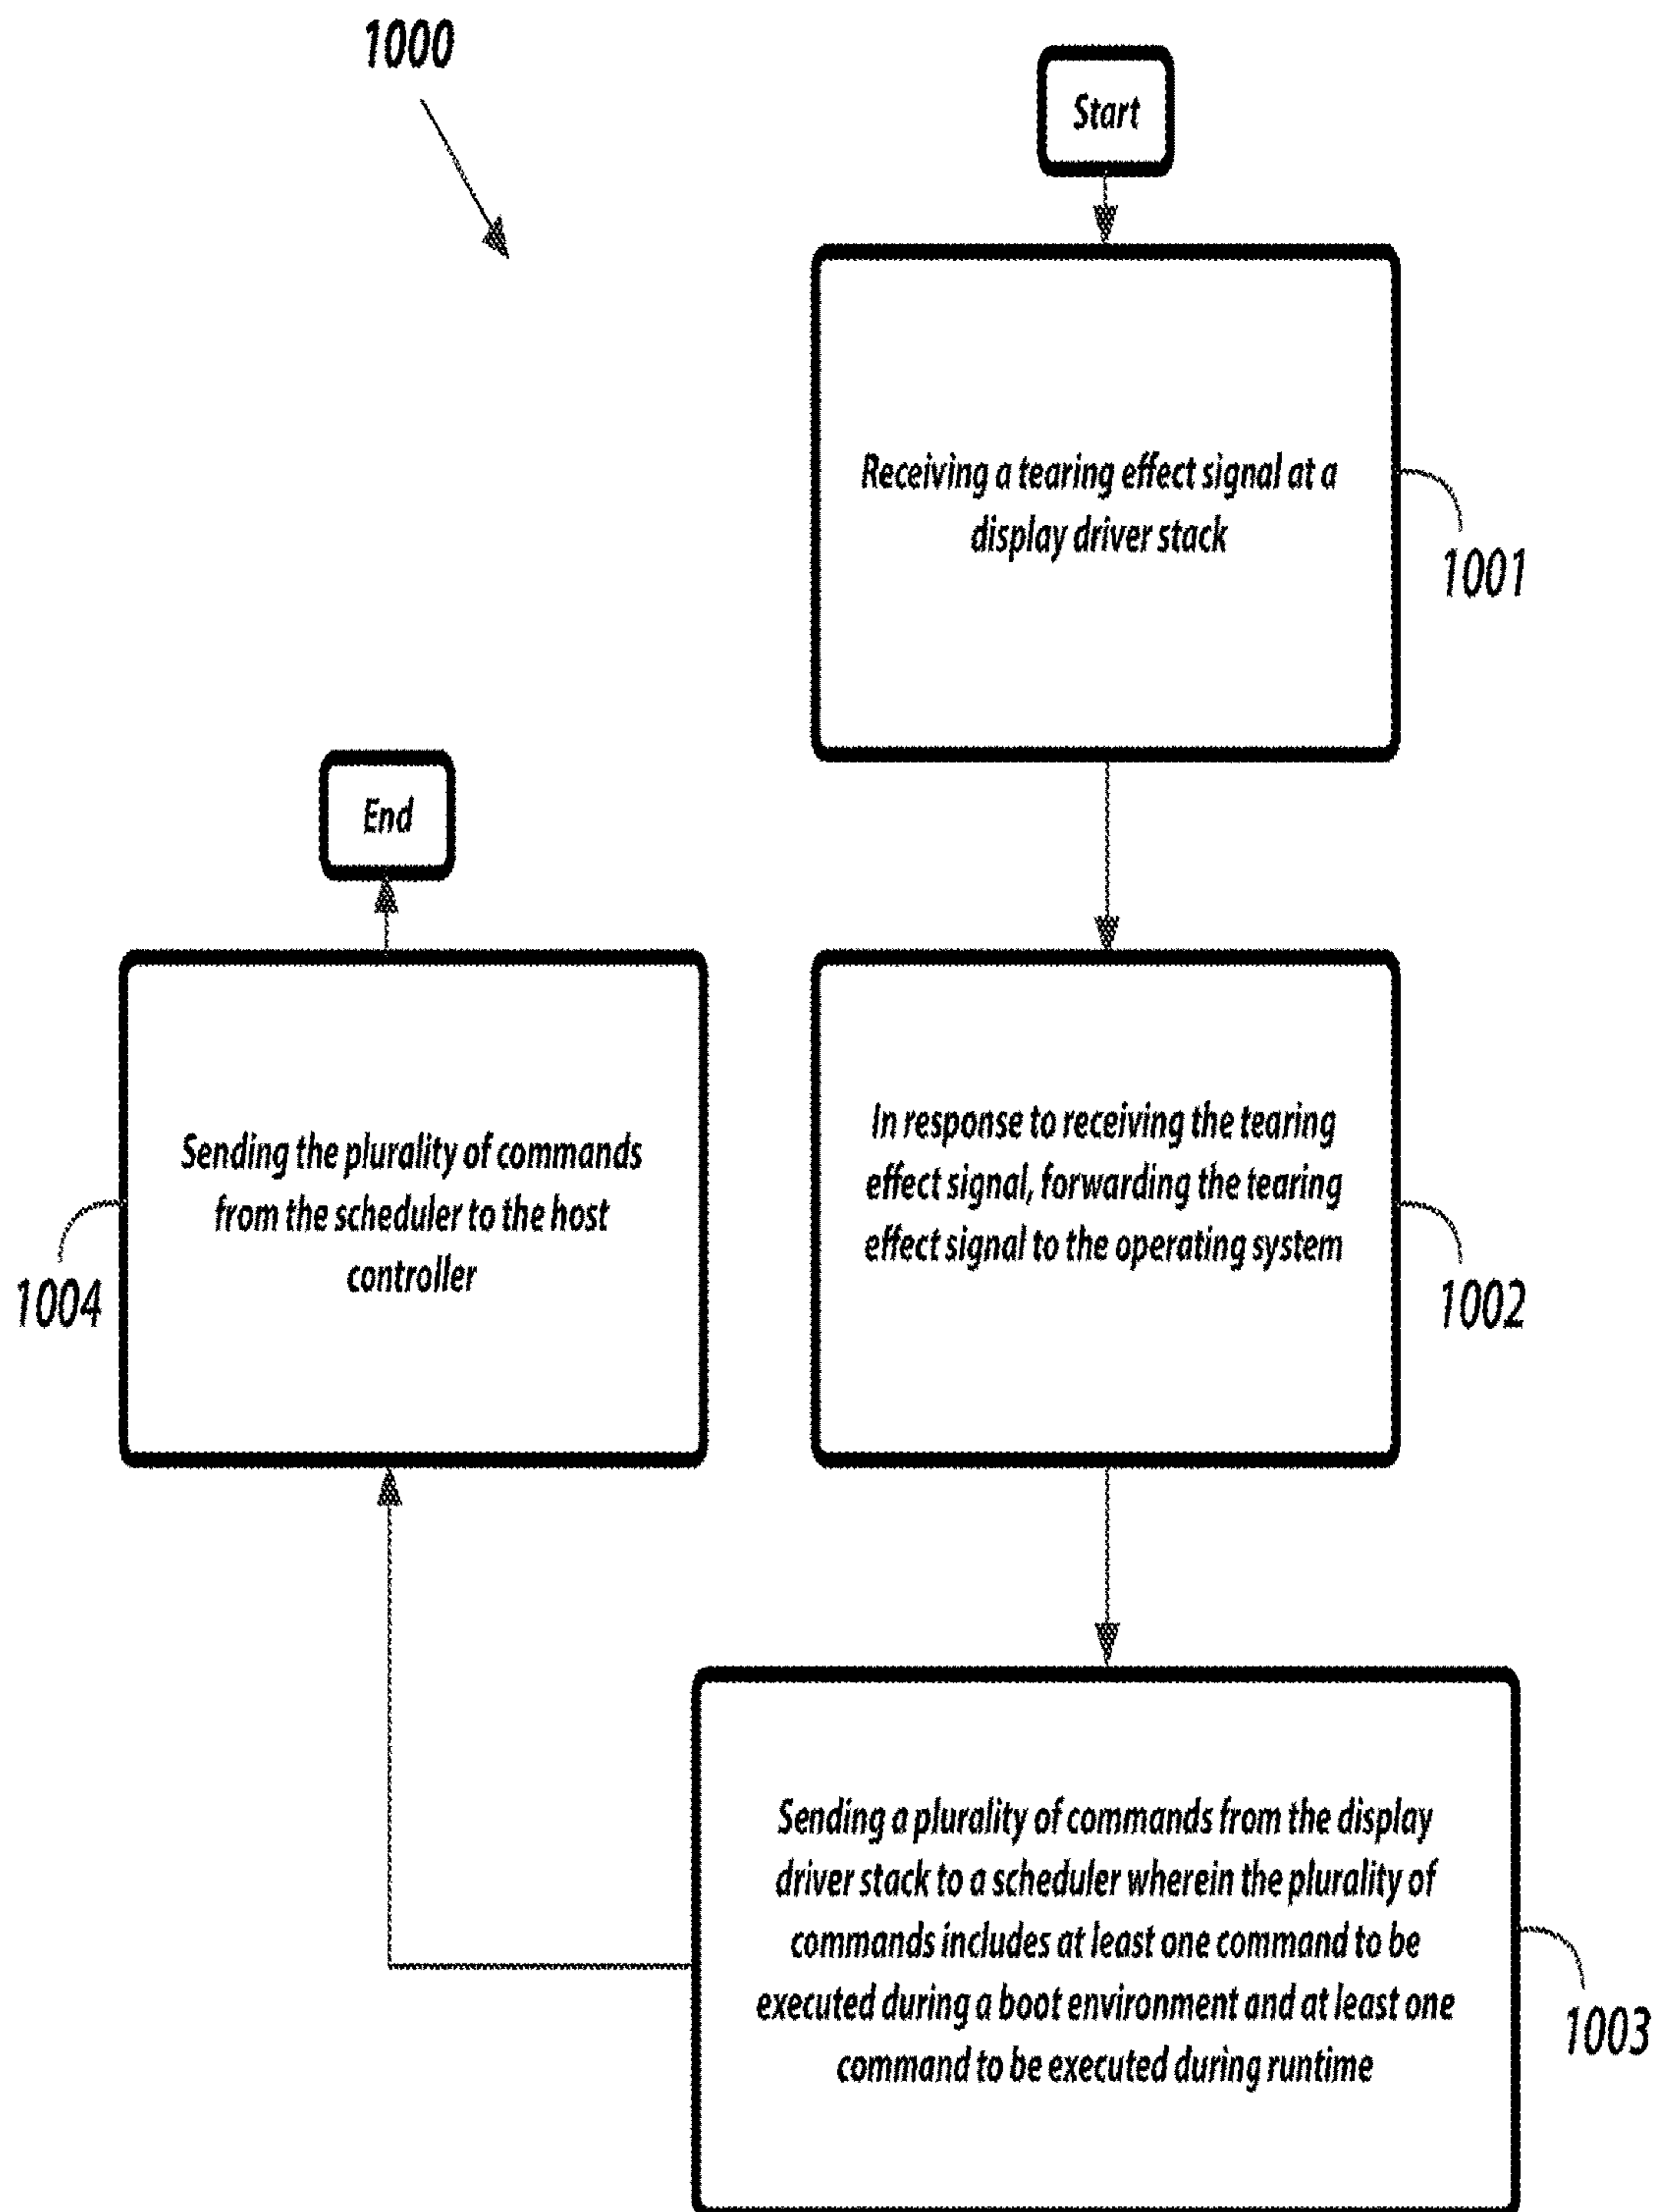 1000
Start
Receiving a tearing effect signal at a
display driver stack
1001
End
In response to receiving the tearing
effect signal, forwarding the tearing
effect signal to the operating system
1002
Sending a plurality of commands from the display
driver stack to a scheduler wherein the plurality of
commands includes at least one command to be
executed during a boot environment and at least one
command to be executed during runtime
1003
Sending the plurality of commands
from the scheduler to the host
controller
1004